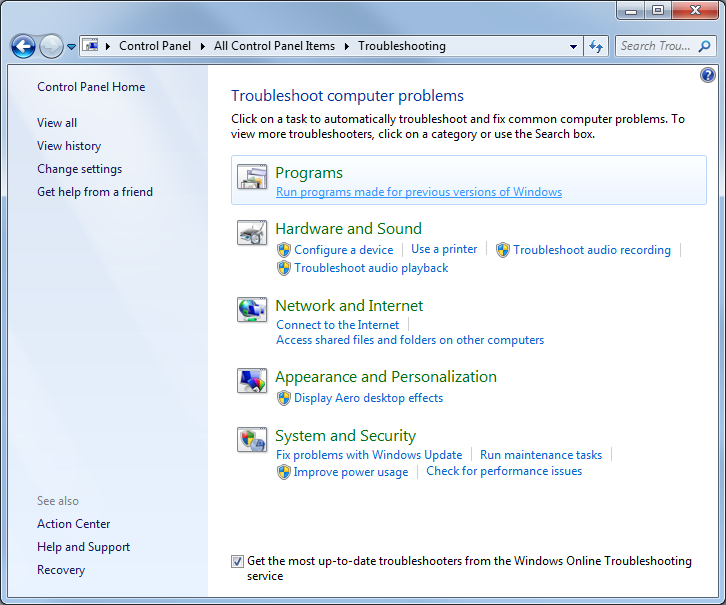 Control Panel All Control Panel Items Troubleshooting Search Trou...
Control Panel Home
View all
View history
Change settings
Get help from a friend
Troubleshoot computer problems
Click on a task to automatically troubleshoot and fix common computer problems. To
view more troubleshooters, click on a category or use the Search box.
Programs
Run programs made for previous versions of Windows
Hardware and Sound
Configure a device Use a printer Troubleshoot audio recording
Troubleshoot audio playback
Network and Internet
Connect to the Internet
Access shared files and folders on other computers
Appearance and Personalization
Display Aero desktop effects
System and Security
Fix problems with Windows Update Run maintenance tasks
Improve power usage Check for performance issues
See also
Action Center
Help and Support
Recovery
Get the most up-to-date troubleshooters from the Windows Online Troubleshooting
service